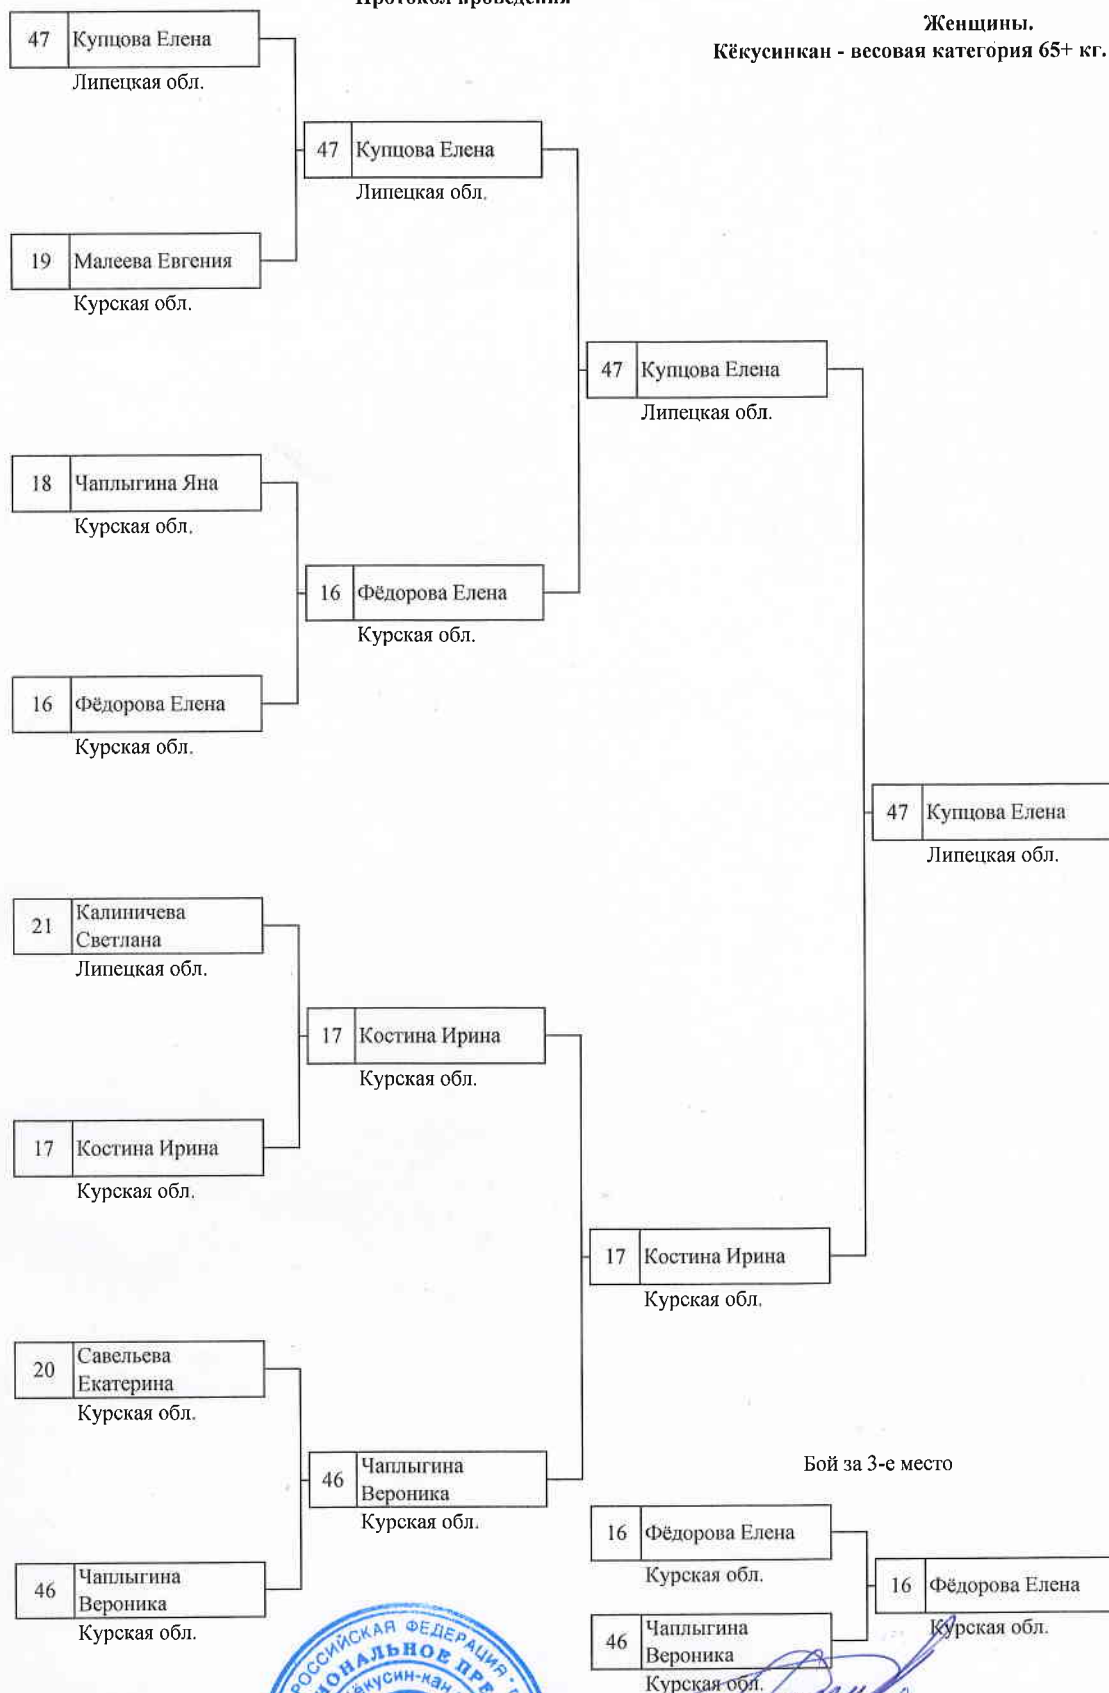 Протокол проведения
Женщины.
Кёкусинкан - весовая категория 65+ кг.
47 Купцова Елена
Липецкая обл.
47 Купцова Елена
Липецкая обл.
19 Малеева Евгения
Курская обл.
47 Купцова Елена
Липецкая обл.
18 Чаплыгина Яна
Курская обл.
16 Фёдорова Елена
Курская обл.
16 Фёдорова Елена
Курская обл.
47 Купцова Елена
Липецкая обл.
21 Калиничева
Светлана
Липецкая обл.
17 Костина Ирина
Курская обл.
17 Костина Ирина
Курская обл.
17 Костина Ирина
Курская обл.
20 Савельева
Екатерина
Курская обл.
46 Чаплыгина
Вероника
Курская обл.
46 Чаплыгина
Вероника
Курская обл.
Бой за 3-е место
16 Фёдорова Елена
Курская обл.
16 Фёдорова Елена
Курская обл.
46 Чаплыгина
Вероника
Курская обл.
РОССИЙСКАЯ ФЕДЕРАЦИЯ